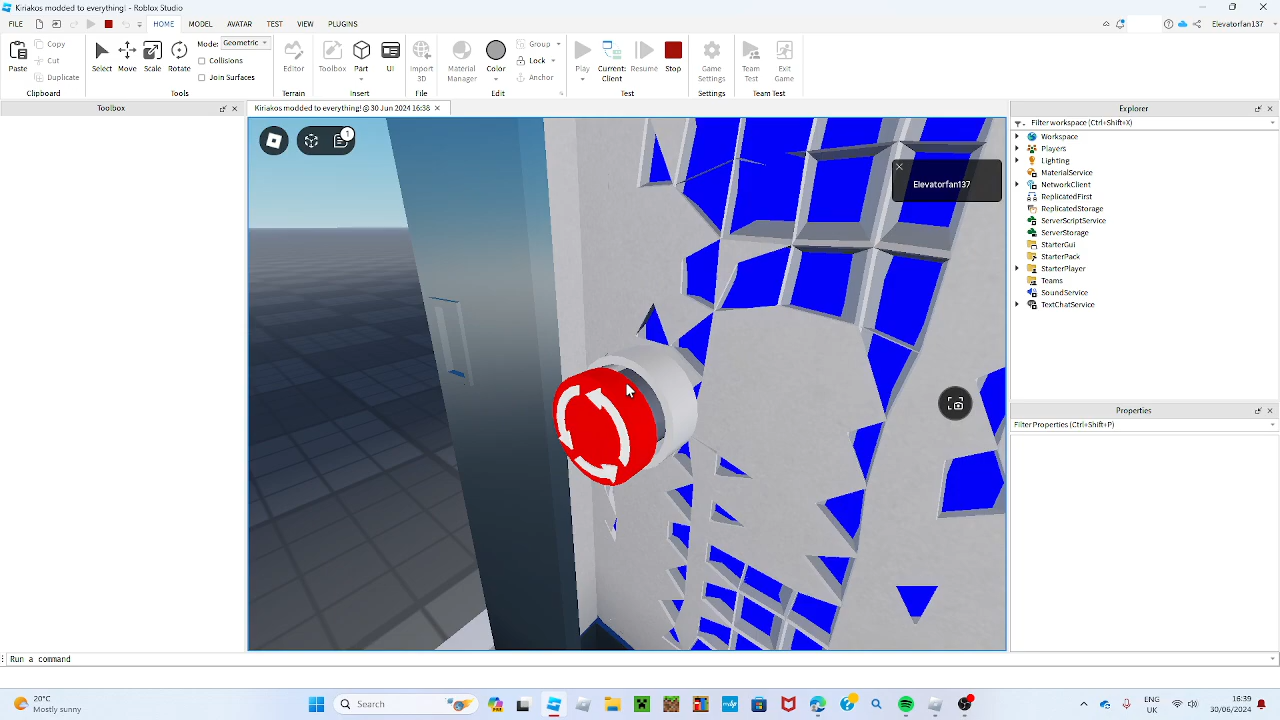 Kiriakos modded to everything! - Roblox Studio
FILE HOME MODEL AVATAR TEST VIEW PLUGINS Elevatorfan137
Paste Copy Cut Duplicate Select Move Scale Rotate Mode: Geometric Collisions Join Surfaces Editor Toolbox Part UI Import 3D Material Manager Color Group Lock Anchor Play Current: Client Resume Stop Game Settings Team Test Exit Game
Clipboard Tools Terrain Insert File Edit Test Settings Team Test
Toolbox
Kiriakos modded to everything! @ 30 Jun 2024 16:38
Explorer
Filter workspace (Ctrl+Shift+X)
Workspace
Players
Lighting
MaterialService
NetworkClient
ReplicatedFirst
ReplicatedStorage
ServerScriptService
ServerStorage
StarterGui
StarterPack
StarterPlayer
Teams
SoundService
TextChatService
1
Elevatorfan137
Properties
Filter Properties (Ctrl+Shift+P)
Run a command
20°C
Mostly sunny
Search
ENG
UK
16:39
30/06/2024